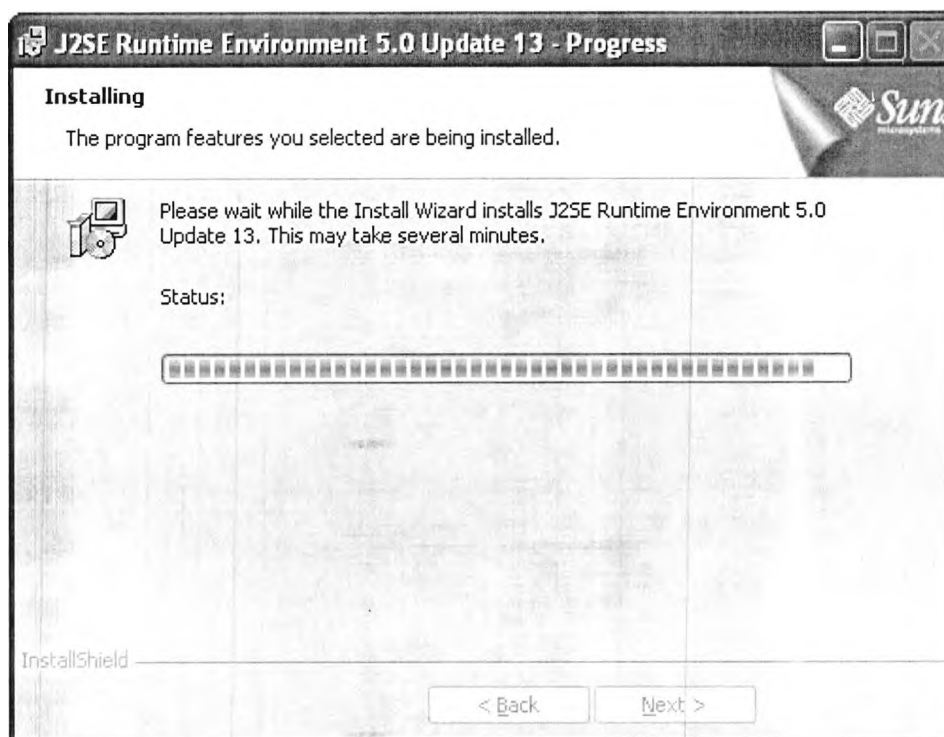 J2SE Runtime Environment 5.0 Update 13 - Progress
Installing
The program features you selected are being installed.
Sun
microsystems
Please wait while the Install Wizard installs J2SE Runtime Environment 5.0
Update 13. This may take several minutes.
Status:
InstallShield
< Back
Next >